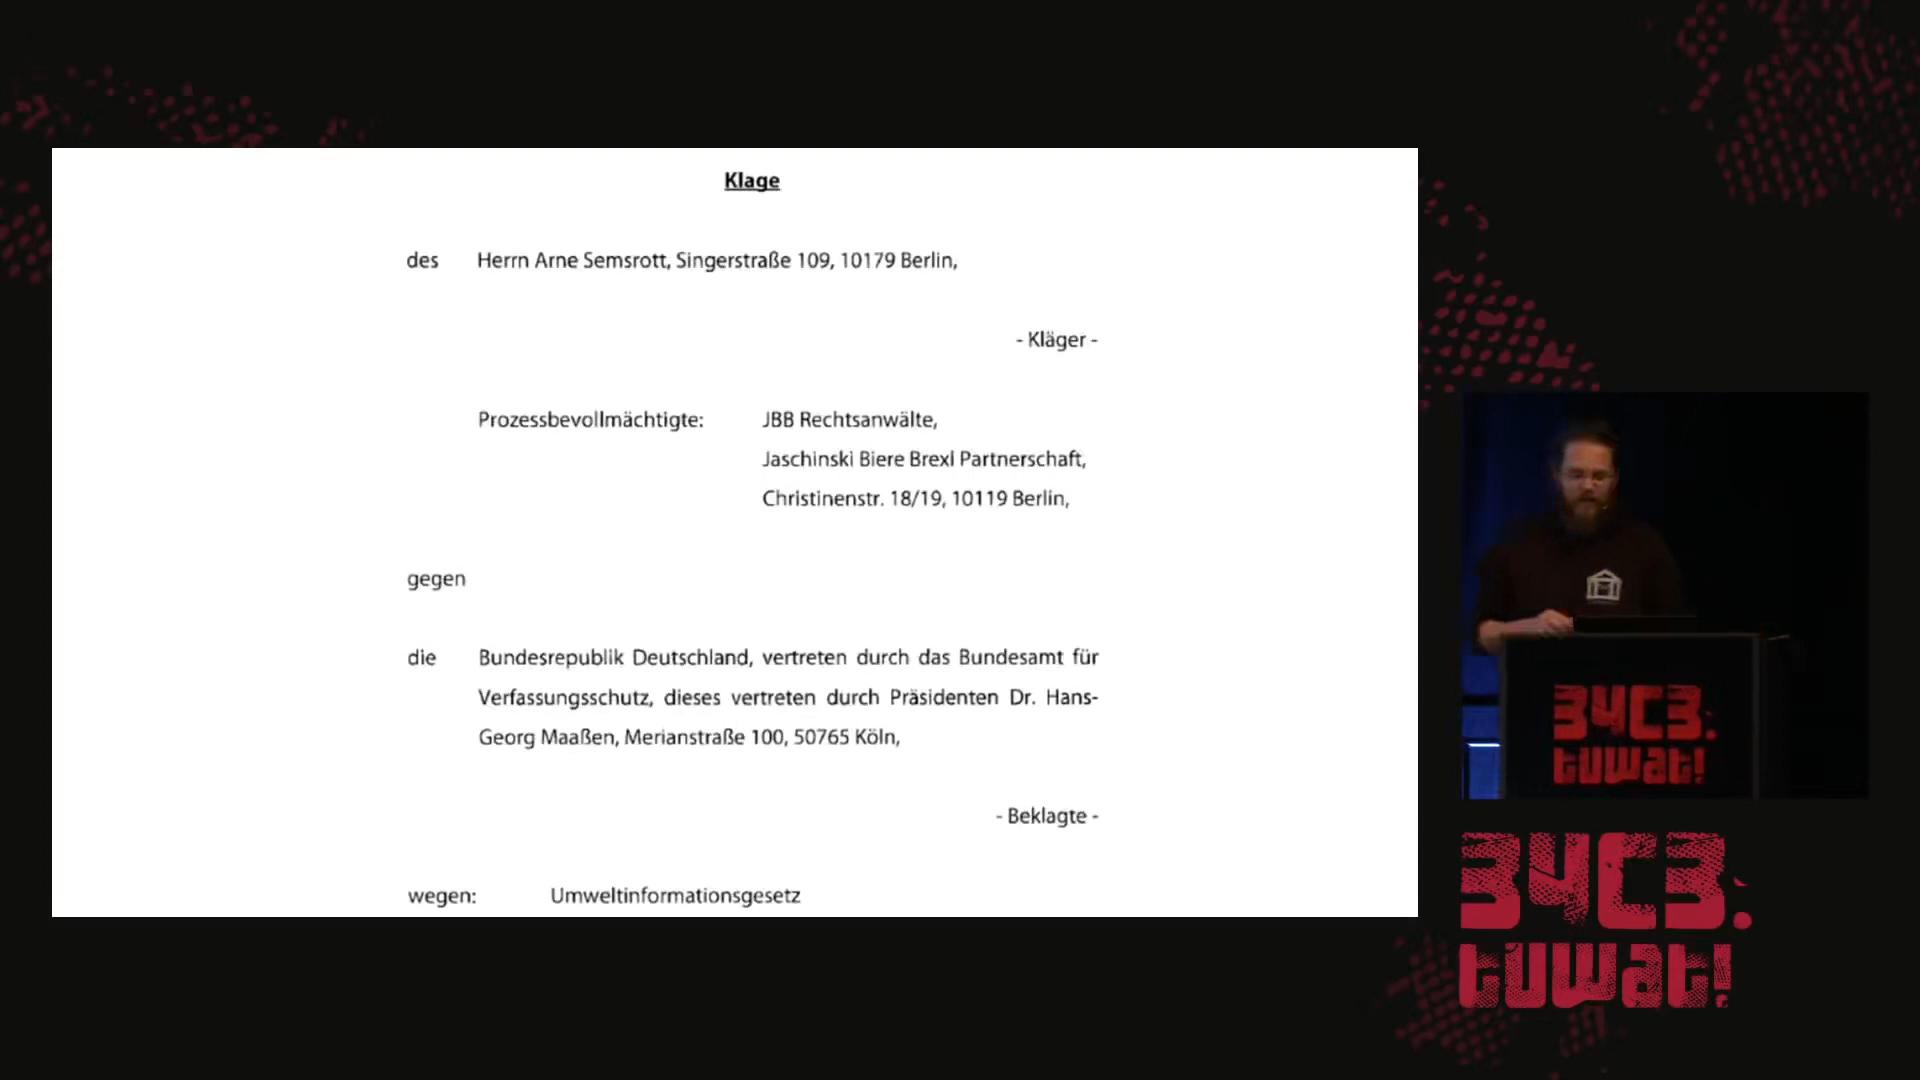 Klage
des Herrn Arne Semsrott, Singerstraße 109, 10179 Berlin,
- Kläger -
Prozessbevollmächtigte: JBB Rechtsanwälte,
Jaschinski Biere Brexl Partnerschaft,
Christinenstr. 18/19, 10119 Berlin,
gegen
die Bundesrepublik Deutschland, vertreten durch das Bundesamt für
Verfassungsschutz, dieses vertreten durch Präsidenten Dr. Hans-
Georg Maaßen, Merianstraße 100, 50765 Köln,
- Beklagte -
wegen: Umweltinformationsgesetz
34C3.
tuwat!
34C3.
tuwat!